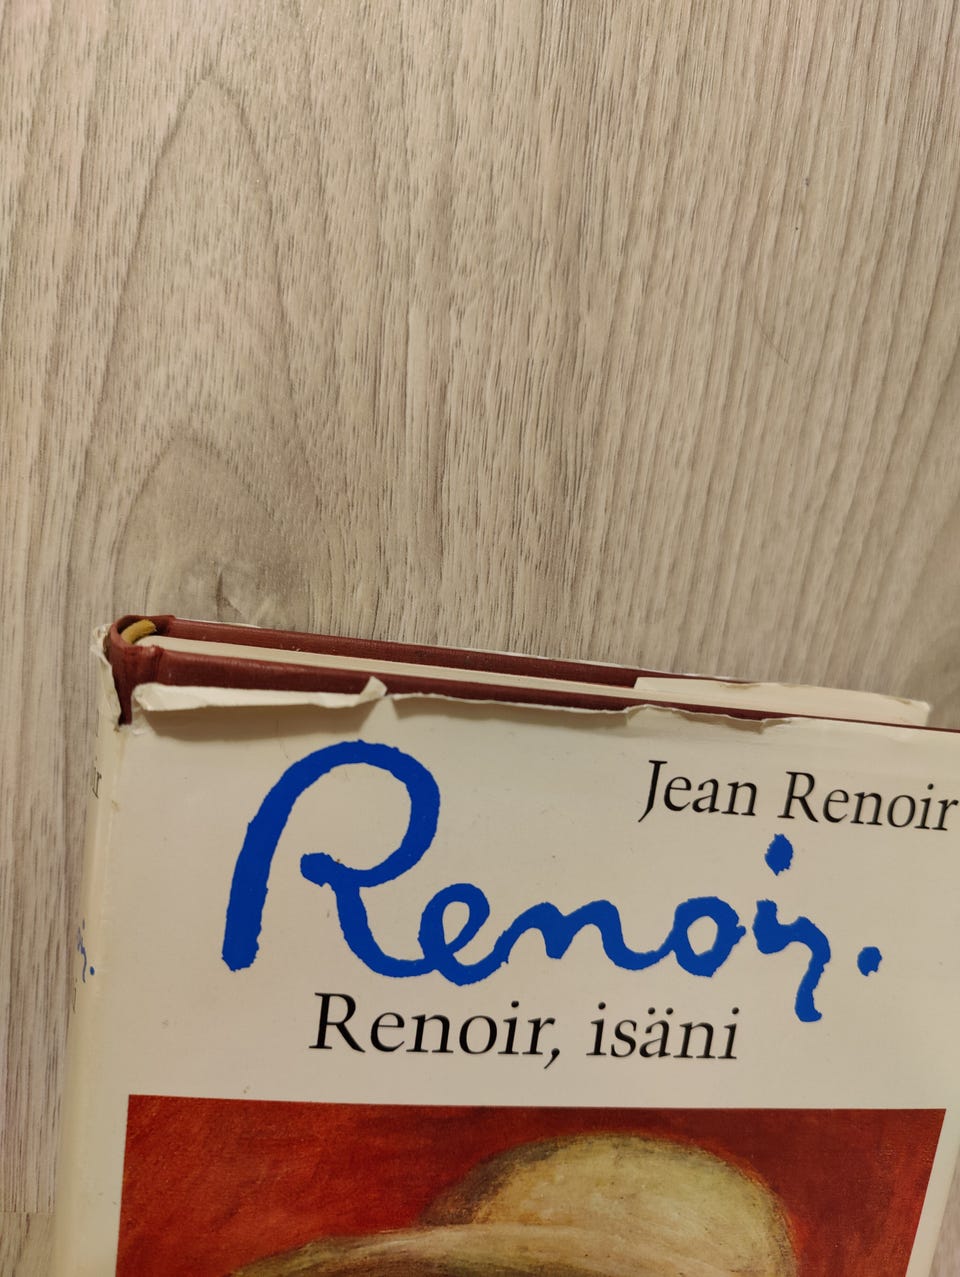 Jean Renoir
Renoir.
Renoir, isäni